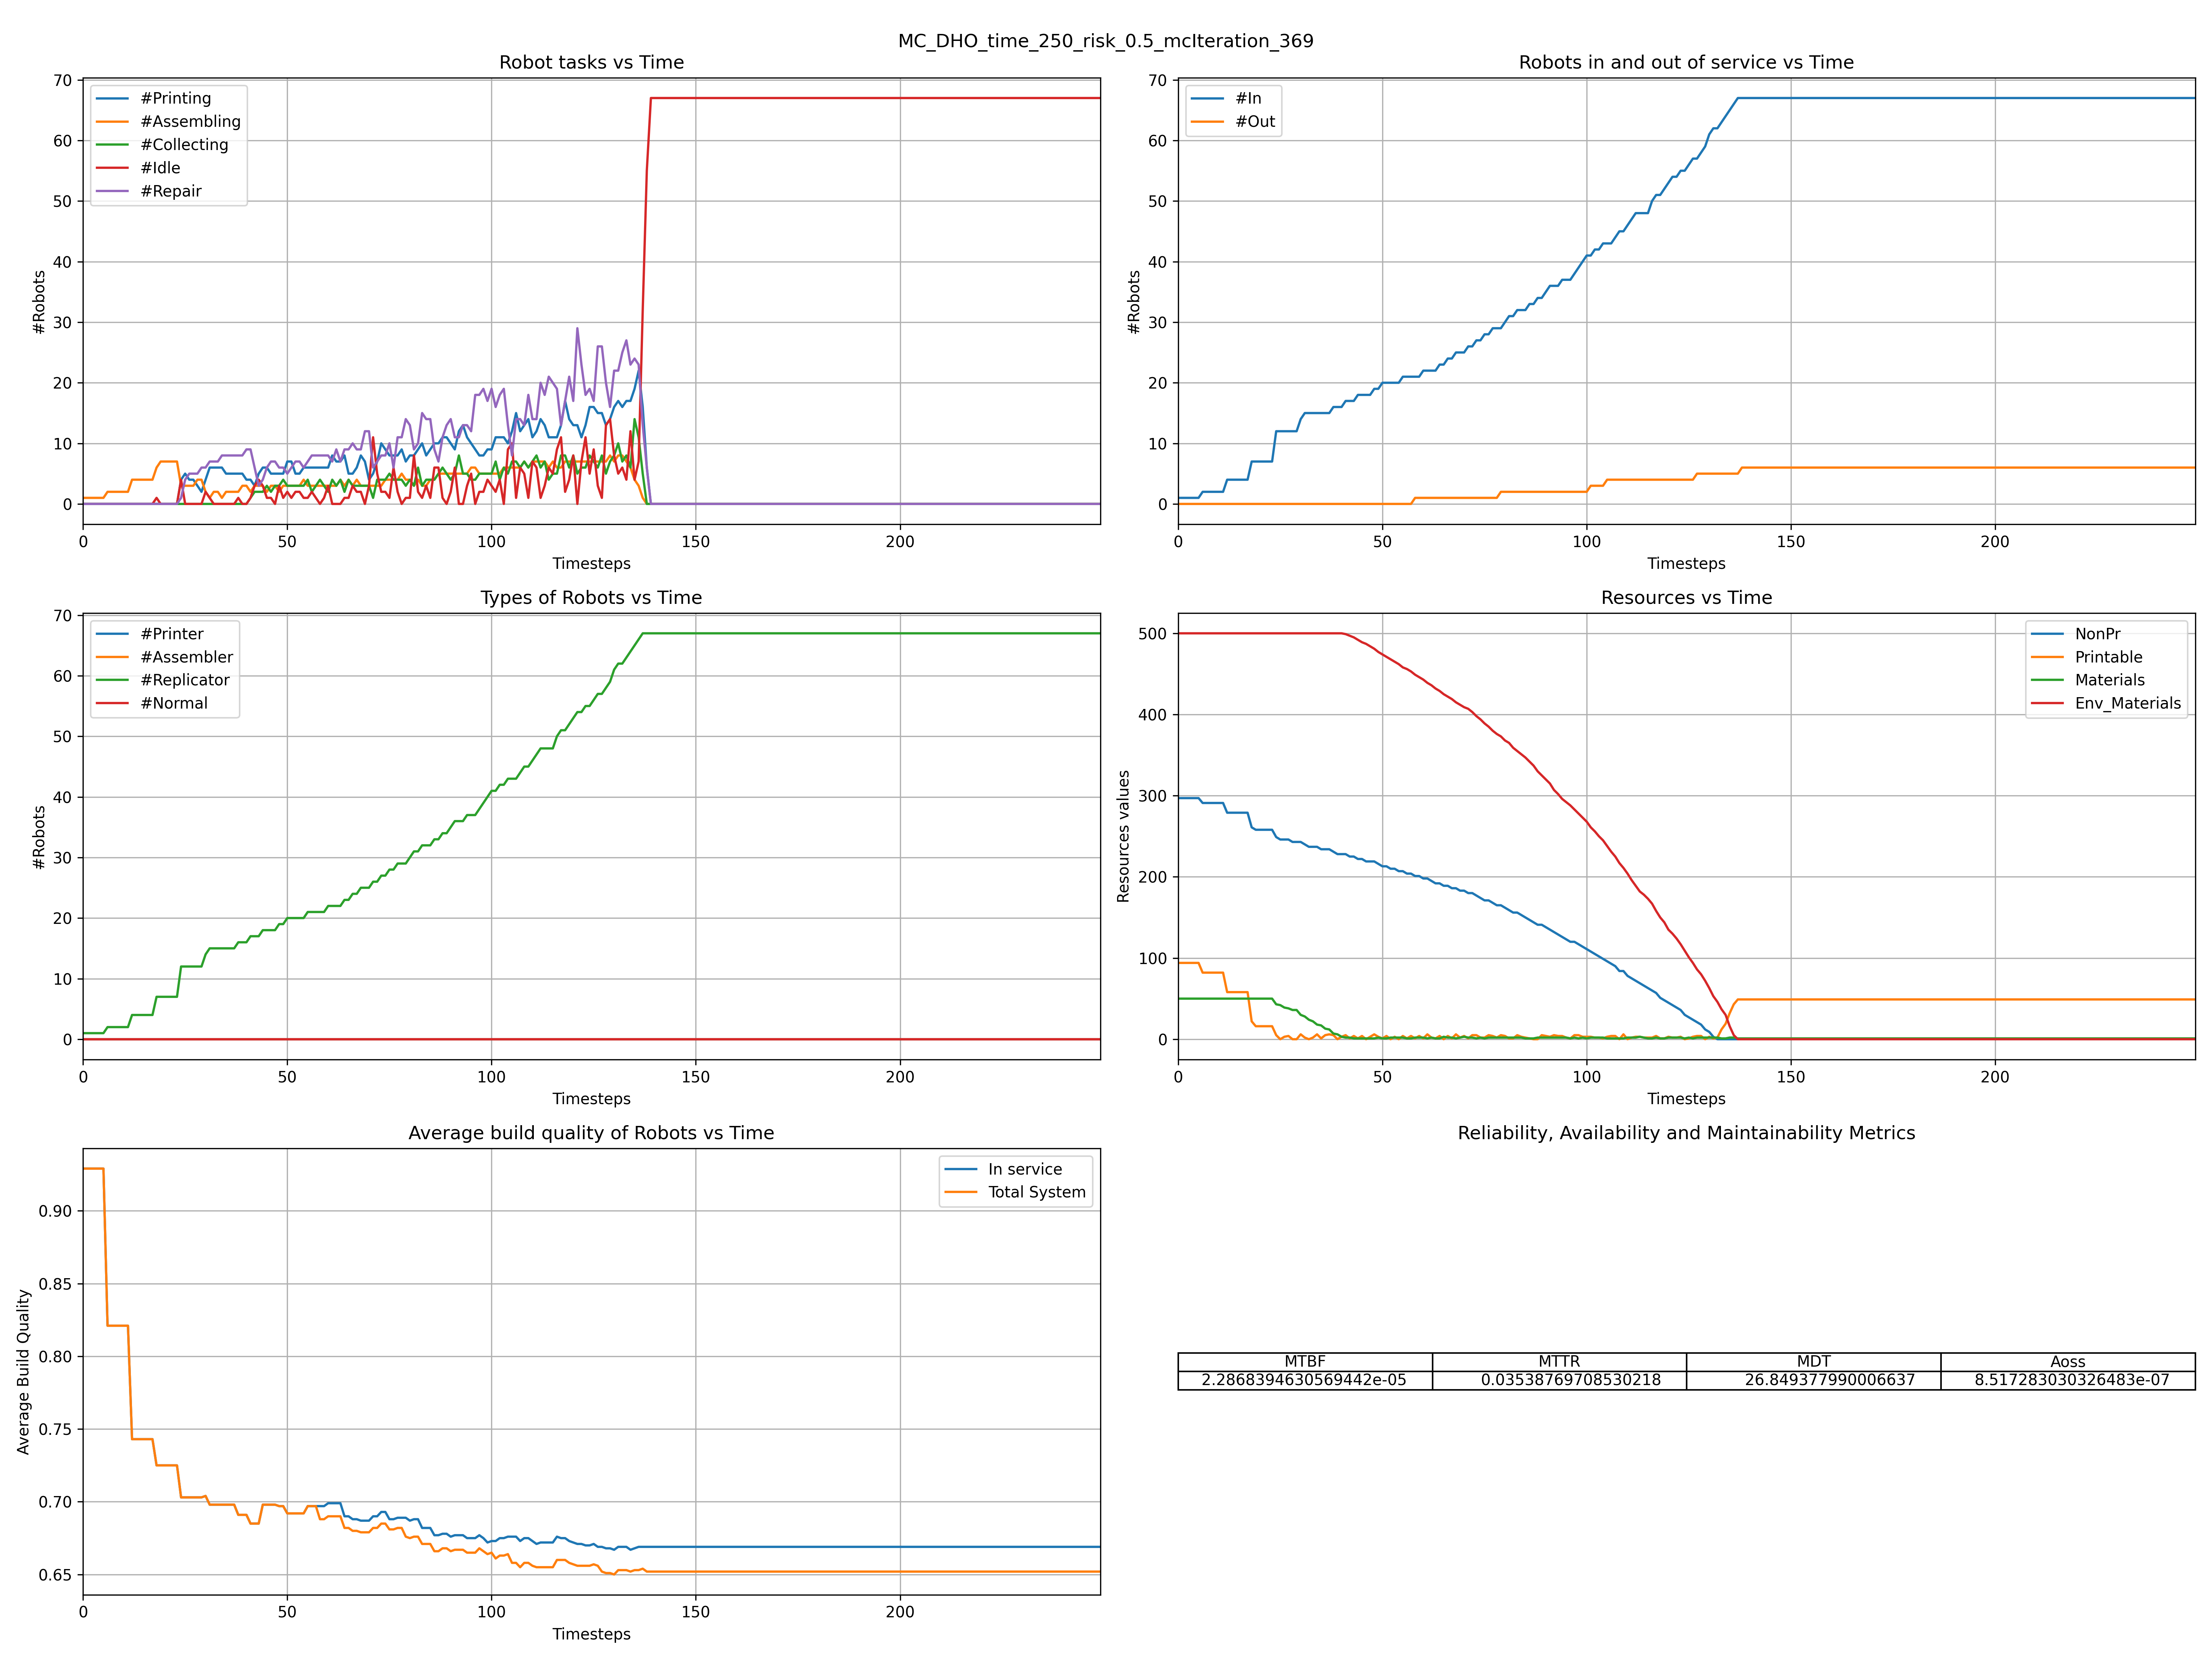 MC_DHO_time_250_risk_0.5_mcIteration_369
Robot tasks vs Time
70
60
50
40
30
20
10
0
#Robots
#Printing
#Assembling
#Collecting
#Idle
#Repair
0 50 100 150 200
Timesteps
Robots in and out of service vs Time
70
60
50
40
30
20
10
0
#Robots
#In
#Out
0 50 100 150 200
Timesteps
Types of Robots vs Time
70
60
50
40
30
20
10
0
#Robots
#Printer
#Assembler
#Replicator
#Normal
0 50 100 150 200
Timesteps
Resources vs Time
500
400
300
200
100
0
Resources values
NonPr
Printable
Materials
Env_Materials
0 50 100 150 200
Timesteps
Average build quality of Robots vs Time
0.90
0.85
0.80
0.75
0.70
0.65
Average Build Quality
In service
Total System
0 50 100 150 200
Timesteps
Reliability, Availability and Maintainability Metrics
MTBF MTTR MDT Aoss
2.2868394630569442e-05 0.03538769708530218 26.849377990006637 8.517283030326483e-07